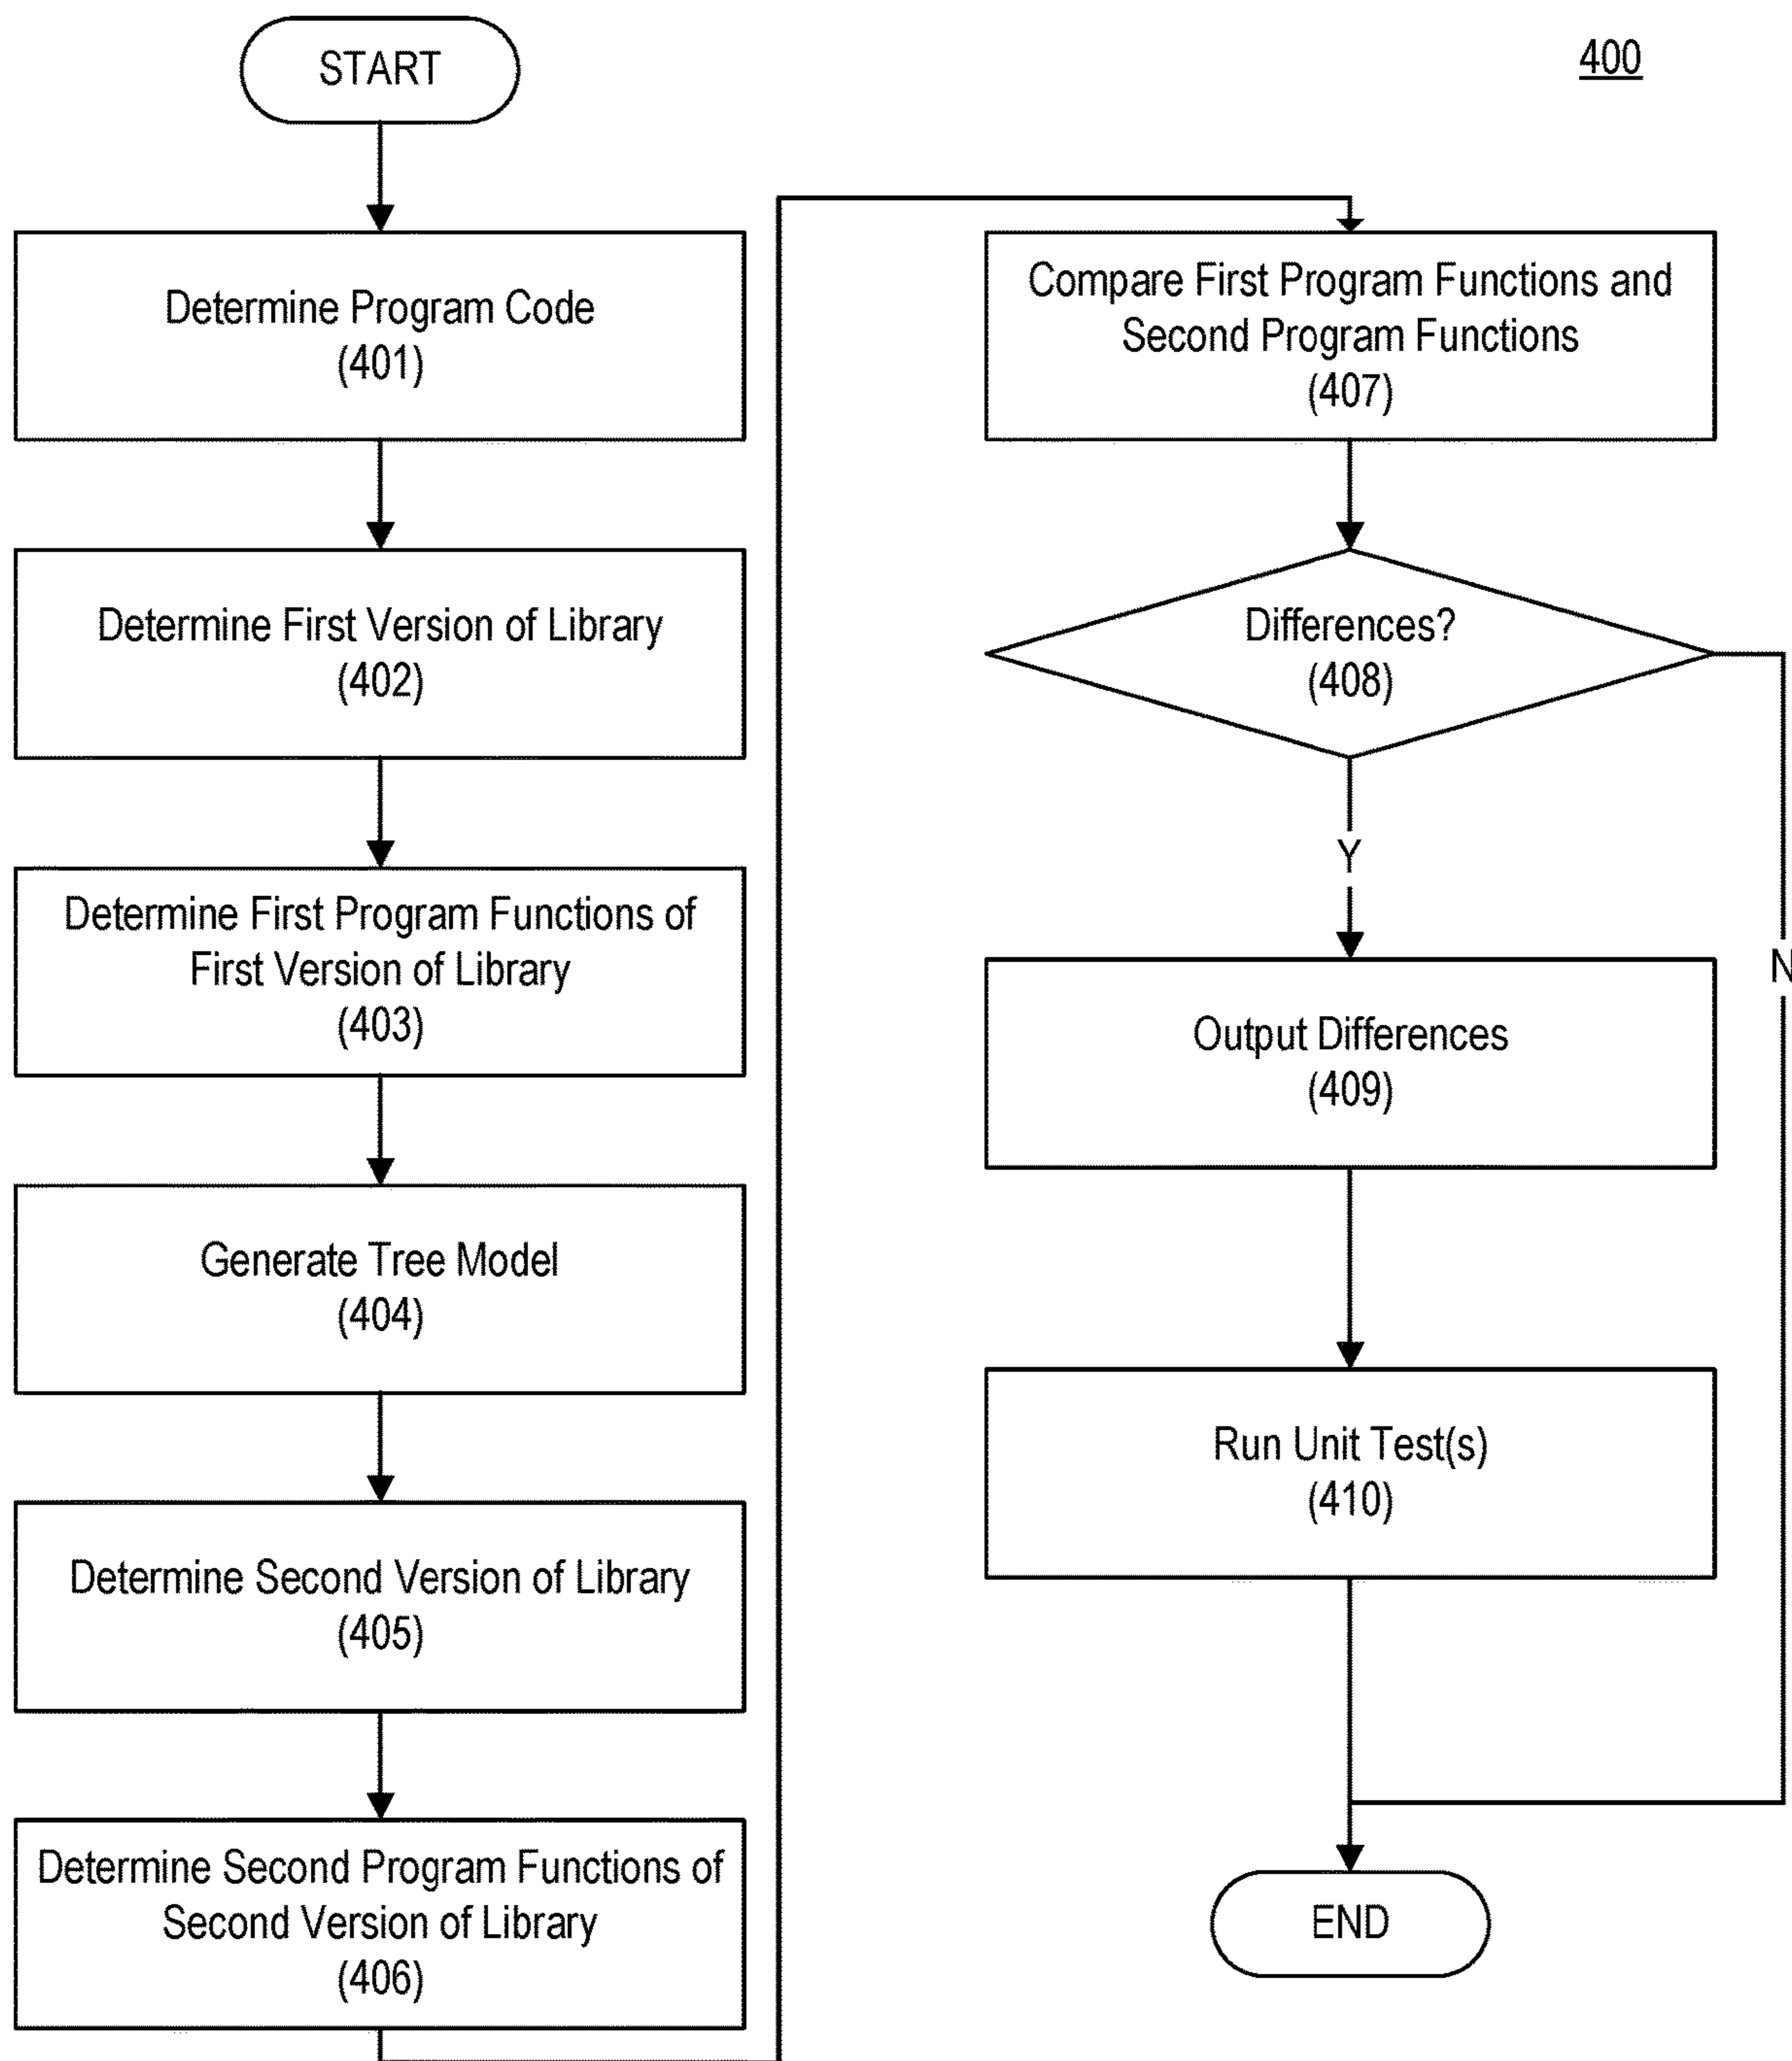 START
400
Determine Program Code
(401)
Determine First Version of Library
(402)
Determine First Program Functions of
First Version of Library
(403)
Generate Tree Model
(404)
Determine Second Version of Library
(405)
Determine Second Program Functions of
Second Version of Library
(406)
Compare First Program Functions and
Second Program Functions
(407)
Differences?
(408)
Y
N
Output Differences
(409)
Run Unit Test(s)
(410)
END